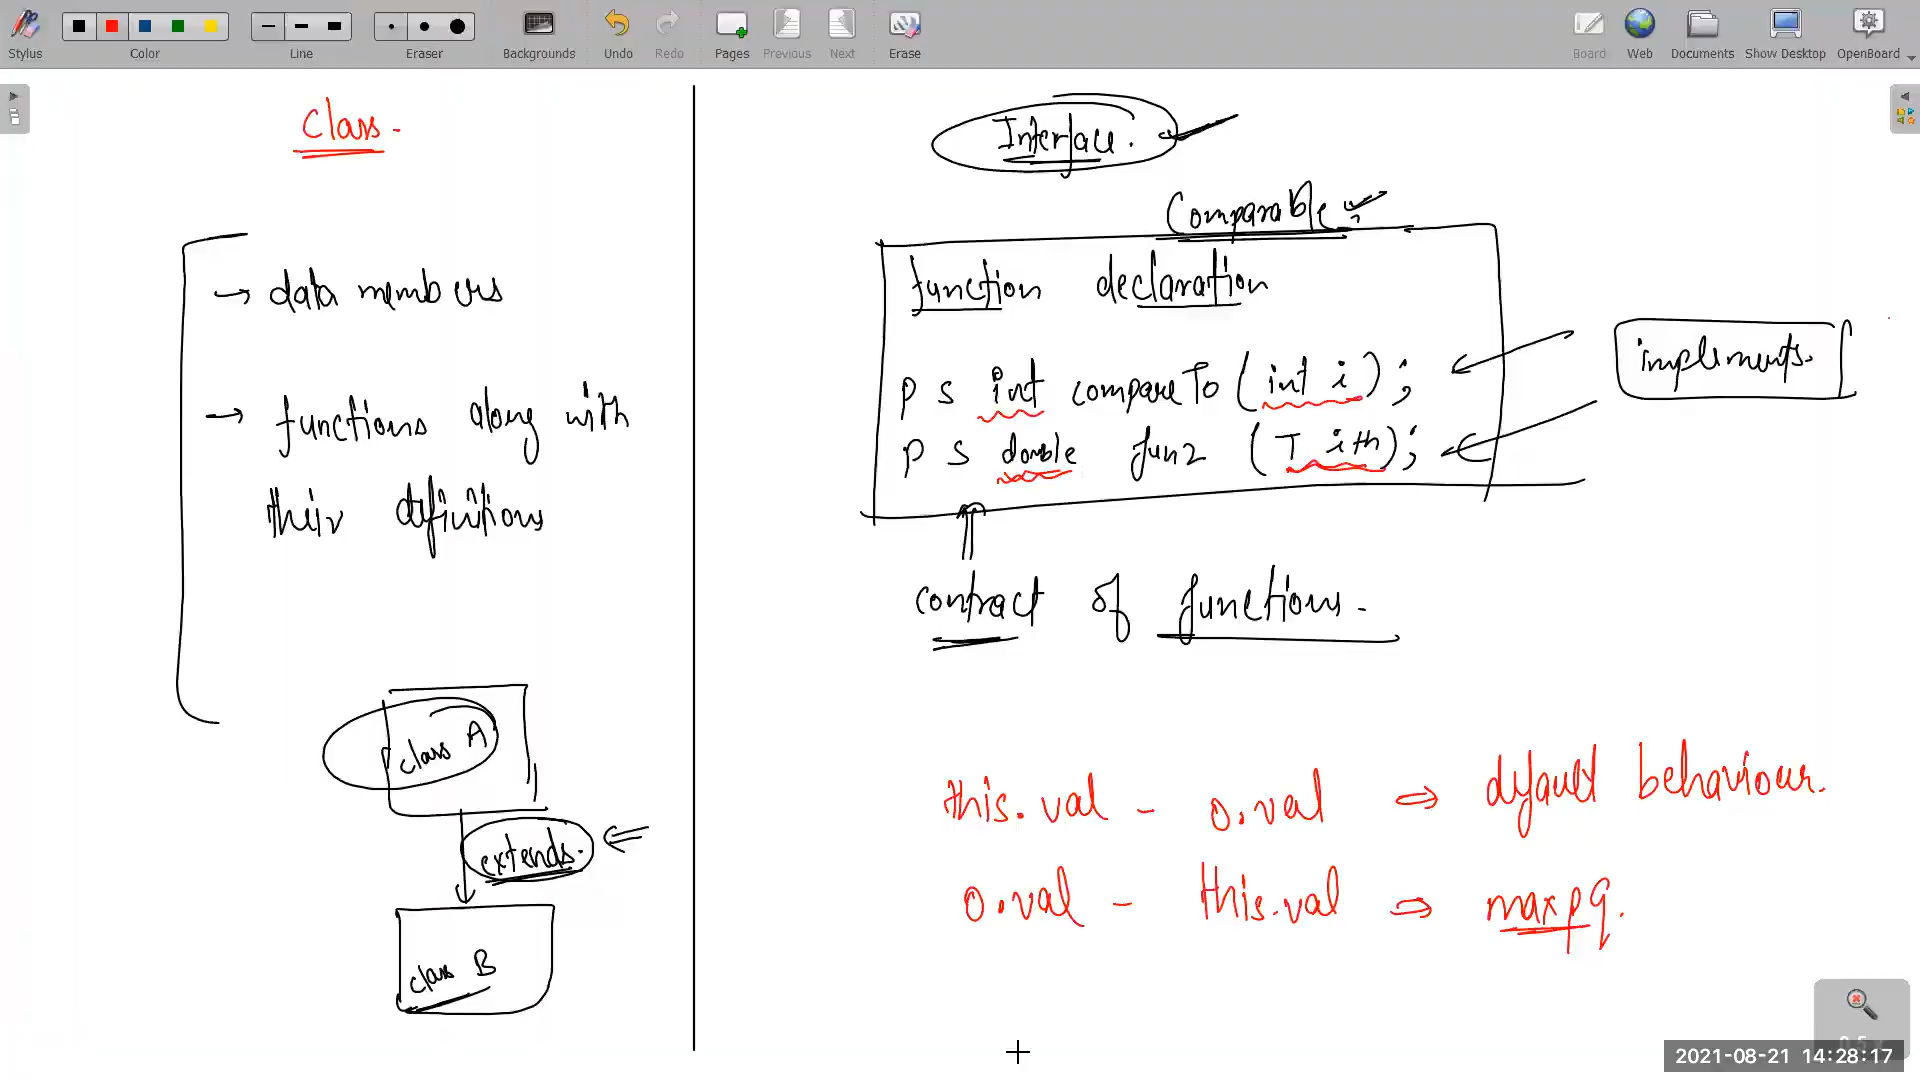 Stylus
Color
Line
Eraser
Backgrounds
Undo
Redo
Pages
Previous
Next
Erase
Board
Web
Documents
Show Desktop
OpenBoard
Class.
→ data members
→ functions along with
their definitions
class A
extends.
class B
Interface.
Comparable
function declaration
p s int compareTo (int i);
p s double fun2 (T ith);
implements.
contract of functions.
this.val - o.val ⇒ default behaviour.
o.val - this.val ⇒ maxpq.
2021-08-21 14:28:17